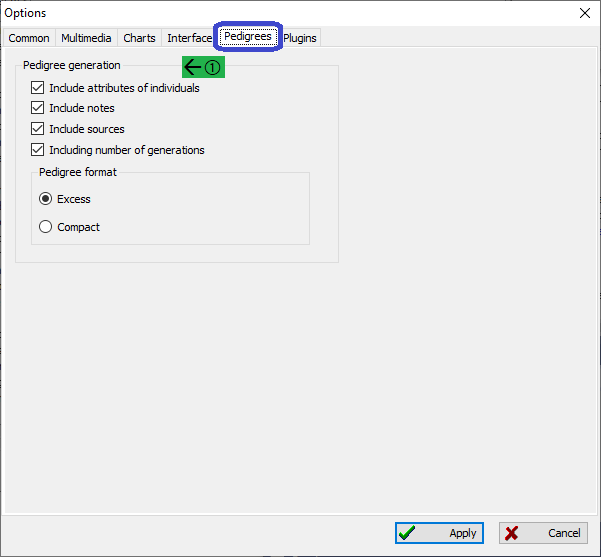 Options
Common Multimedia Charts Interface Pedigrees Plugins
Pedigree generation
←①
Include attributes of individuals
Include notes
Include sources
Including number of generations
Pedigree format
Excess
Compact
Apply Cancel